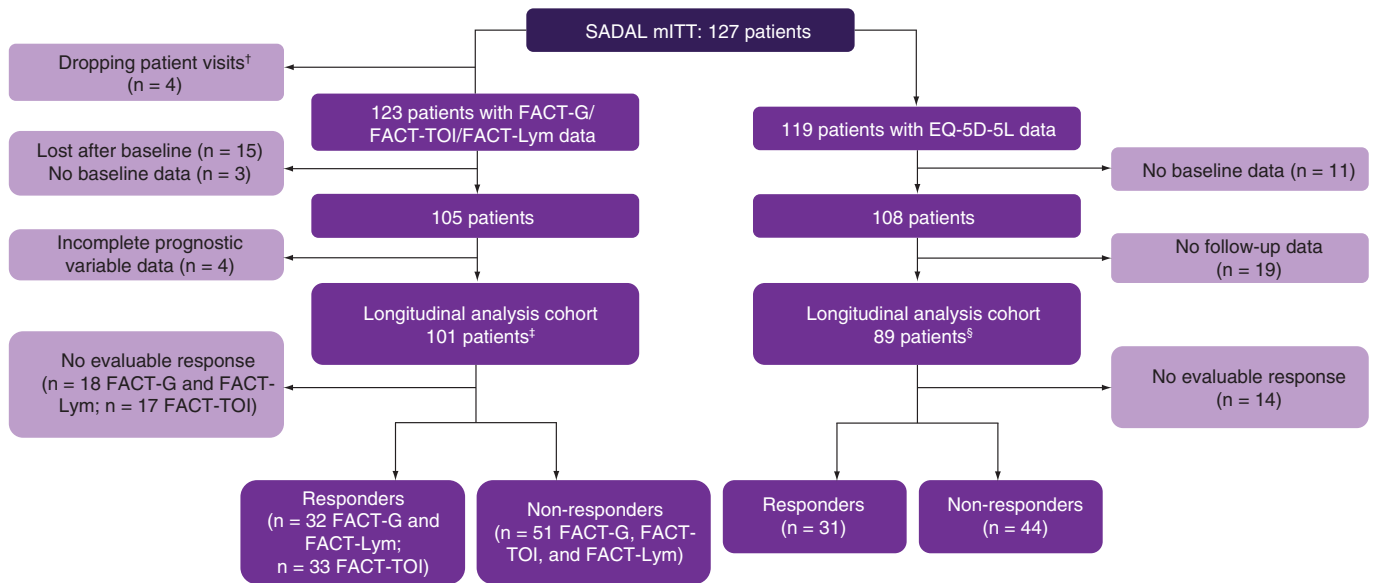 SADAL mITT: 127 patients
Dropping patient visits†
(n = 4)
123 patients with FACT-G/
FACT-TOI/FACT-Lym data
119 patients with EQ-5D-5L data
Lost after baseline (n = 15)
No baseline data (n = 3)
No baseline data (n = 11)
105 patients
108 patients
Incomplete prognostic
variable data (n = 4)
No follow-up data
(n = 19)
Longitudinal analysis cohort
101 patients‡
Longitudinal analysis cohort
89 patients§
No evaluable response
(n = 18 FACT-G and FACT-
Lym; n = 17 FACT-TOI)
No evaluable response
(n = 14)
Responders
(n = 32 FACT-G and
FACT-Lym;
n = 33 FACT-TOI)
Non-responders
(n = 51 FACT-G, FACT-
TOI, and FACT-Lym)
Responders
(n = 31)
Non-responders
(n = 44)